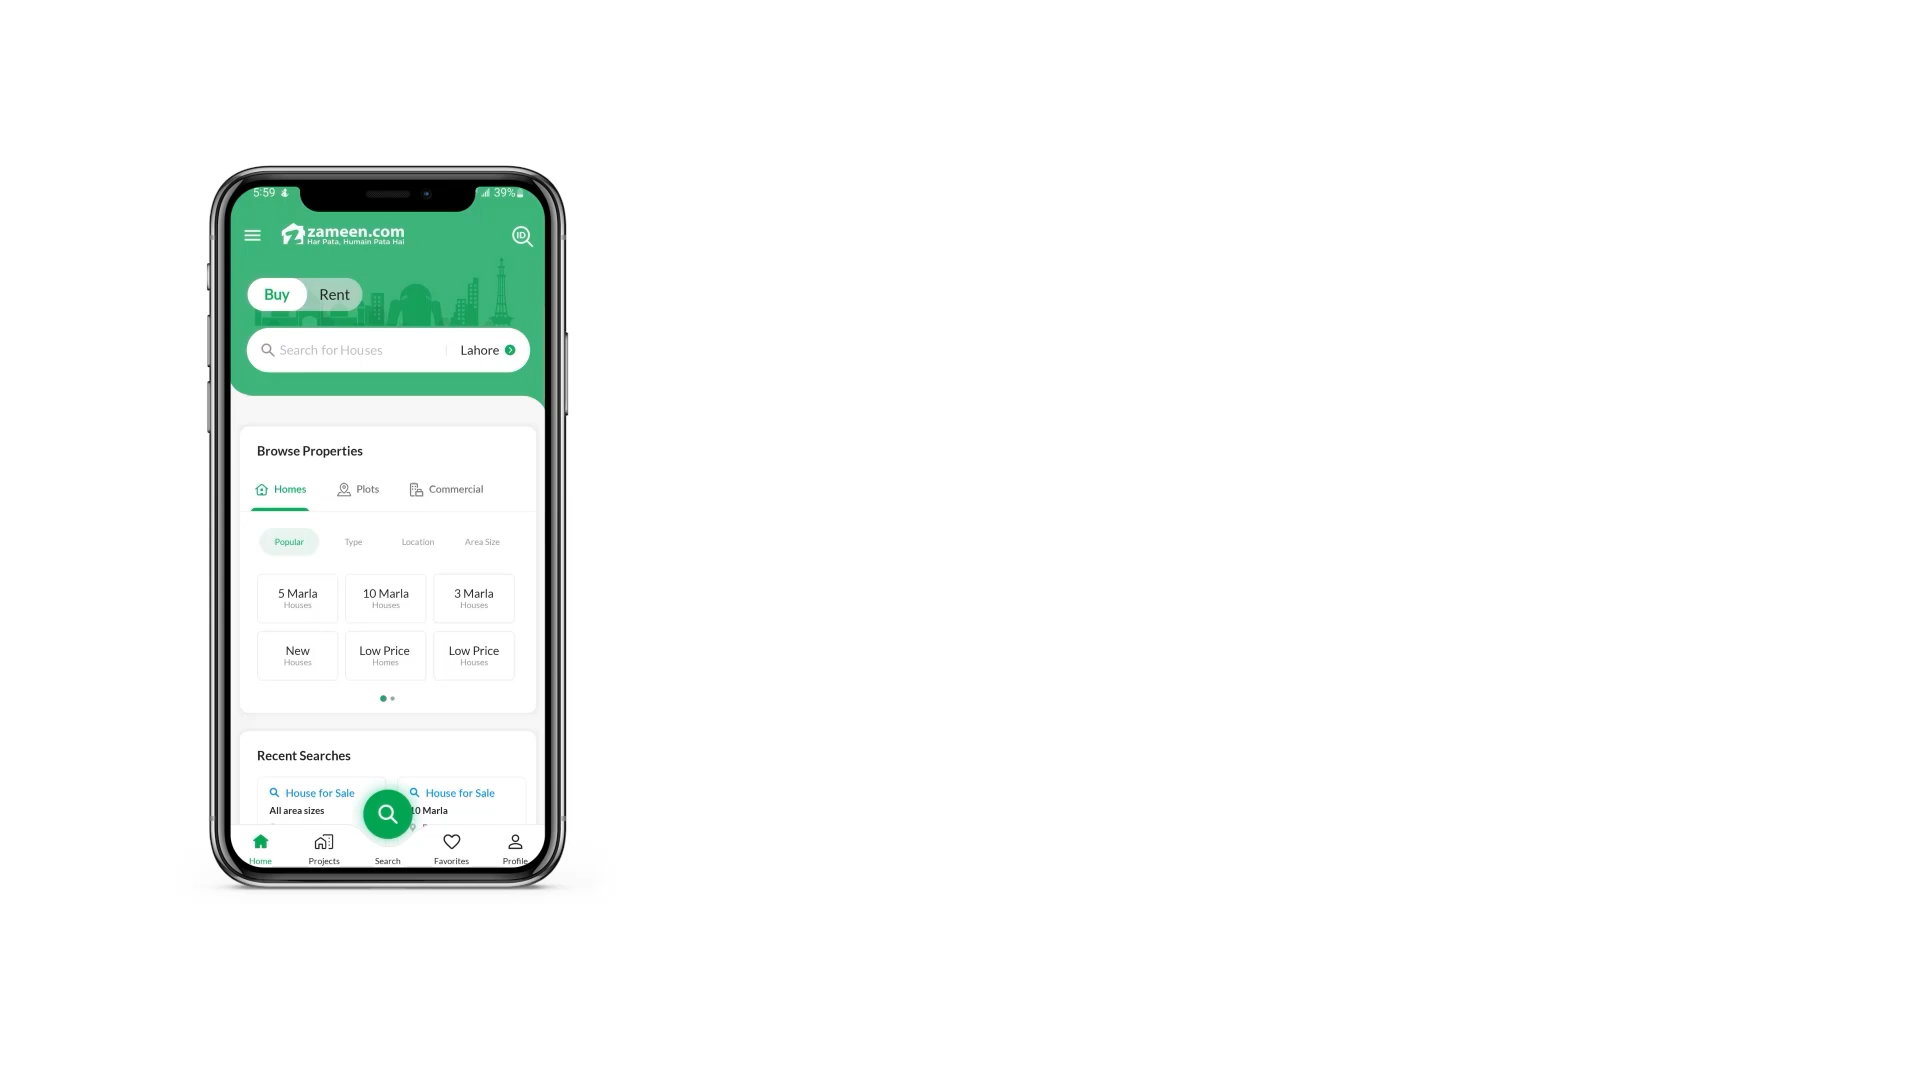 5:59
39%
zameen.com
Har Pata, Humain Pata Hai
ID
Buy Rent
Search for Houses Lahore
Browse Properties
Homes Plots Commercial
Popular Type Location Area Size
5 Marla 10 Marla 3 Marla
Houses Houses Houses
New Low Price Low Price
Houses Homes Houses
Recent Searches
House for Sale House for Sale
All area sizes 10 Marla
Home Projects Search Favorites Profile